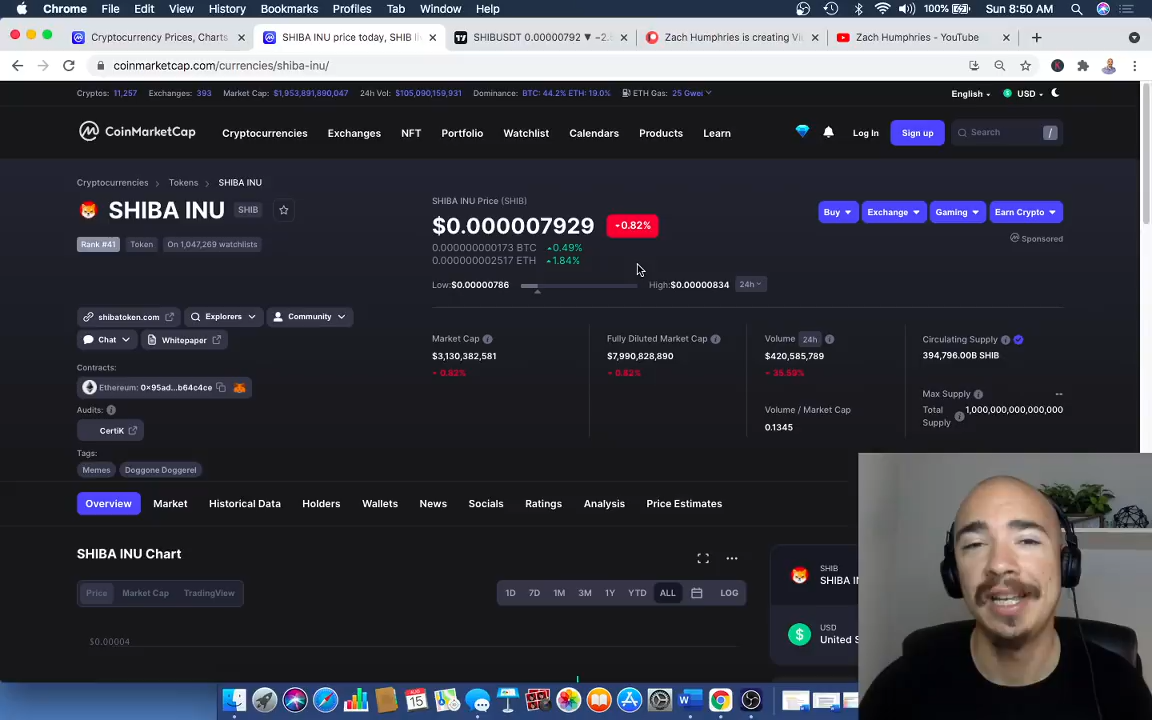 Chrome File Edit View History Bookmarks Profiles Tab Window Help 100% Sun 8:50 AM
Cryptocurrency Prices, Charts × SHIBA INU price today, SHIB I × SHIBUSDT 0.00000792 ▼ −2. × Zach Humphries is creating Vi × Zach Humphries - YouTube × +
coinmarketcap.com/currencies/shiba-inu/
Cryptos: 11,257 Exchanges: 393 Market Cap: $1,953,891,890,047 24h Vol: $105,090,159,931 Dominance: BTC: 44.2% ETH: 19.0% ETH Gas: 25 Gwei English USD
CoinMarketCap Cryptocurrencies Exchanges NFT Portfolio Watchlist Calendars Products Learn Log In Sign up Search /
Cryptocurrencies > Tokens > SHIBA INU
SHIBA INU Price (SHIB)
SHIBA INU SHIB
$0.000007929 -0.82%
Buy Exchange Gaming Earn Crypto
Rank #41 Token On 1,047,269 watchlists
0.000000000173 BTC 0.49%
0.000000002517 ETH 1.84%
Sponsored
Low:$0.00000786 High:$0.00000834 24h
shibatoken.com Explorers Community
Chat Whitepaper
Market Cap Fully Diluted Market Cap Volume 24h Circulating Supply
$3,130,382,581 $7,990,828,890 $420,585,789 394,796.00B SHIB
0.82% 0.82% 38.59%
Contracts:
Ethereum: 0x95ad...b64c4ce
Max Supply --
Audits:
Volume / Market Cap
Total Supply 1,000,000,000,000,000
CertiK
0.1345
Tags:
Memes Doggone Doggerel
Overview Market Historical Data Holders Wallets News Socials Ratings Analysis Price Estimates
SHIBA INU Chart
Price Market Cap TradingView 1D 7D 1M 3M 1Y YTD ALL LOG
SHIB
SHIBA IN
USD
United S
$0.00004
AUG
15